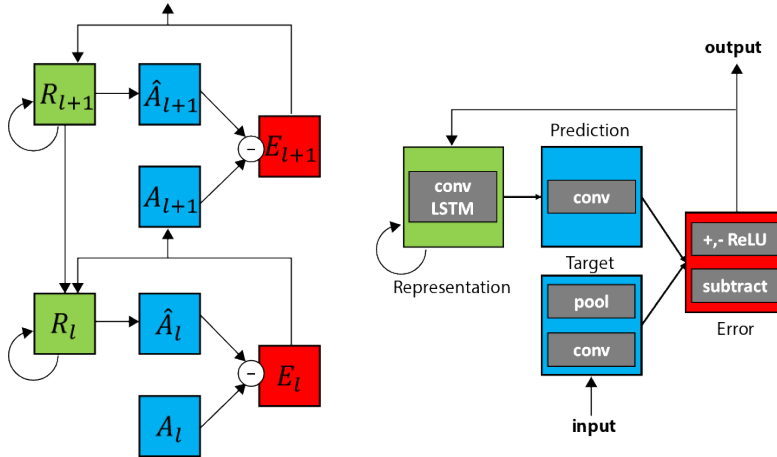 R_{l+1}
Â_{l+1}
−
E_{l+1}
A_{l+1}
R_l
Â_l
−
E_l
A_l
output
Prediction
conv
LSTM
conv
+,- ReLU
Representation
Target
subtract
pool
Error
conv
input